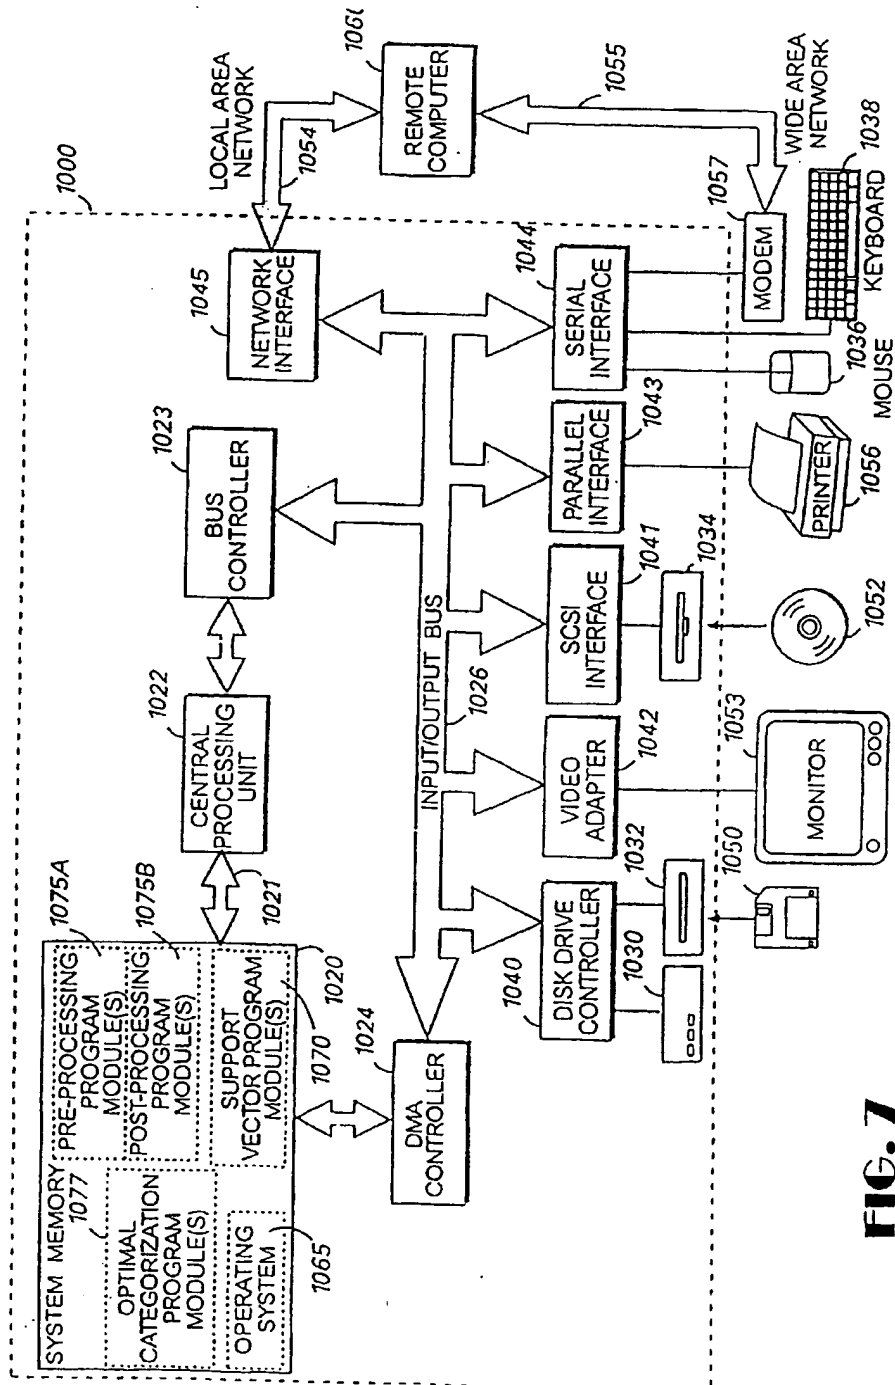 1000
SYSTEM MEMORY
1077
OPTIMAL
CATEGORIZATION
PROGRAM
MODULE(S)
OPERATING
SYSTEM
1065
PRE-PROCESSING
PROGRAM
MODULE(S)
POST-PROCESSING
PROGRAM
MODULE(S)
SUPPORT
VECTOR PROGRAM
MODULE(S)
1075A
1075B
1020
1070
1021
CENTRAL
PROCESSING
UNIT
1022
BUS
CONTROLLER
1023
NETWORK
INTERFACE
1045
LOCAL AREA
NETWORK
1054
REMOTE
COMPUTER
1055
WIDE AREA
NETWORK
DMA
CONTROLLER
1024
INPUT/OUTPUT BUS
1026
DISK DRIVE
CONTROLLER
1040
VIDEO
ADAPTER
1042
SCSI
INTERFACE
1041
PARALLEL
INTERFACE
1043
SERIAL
INTERFACE
1044
1030
1032
1034
1050
MONITOR
1053
1052
PRINTER
1056
MOUSE
1036
KEYBOARD
1038
MODEM
1057
FIG. 7